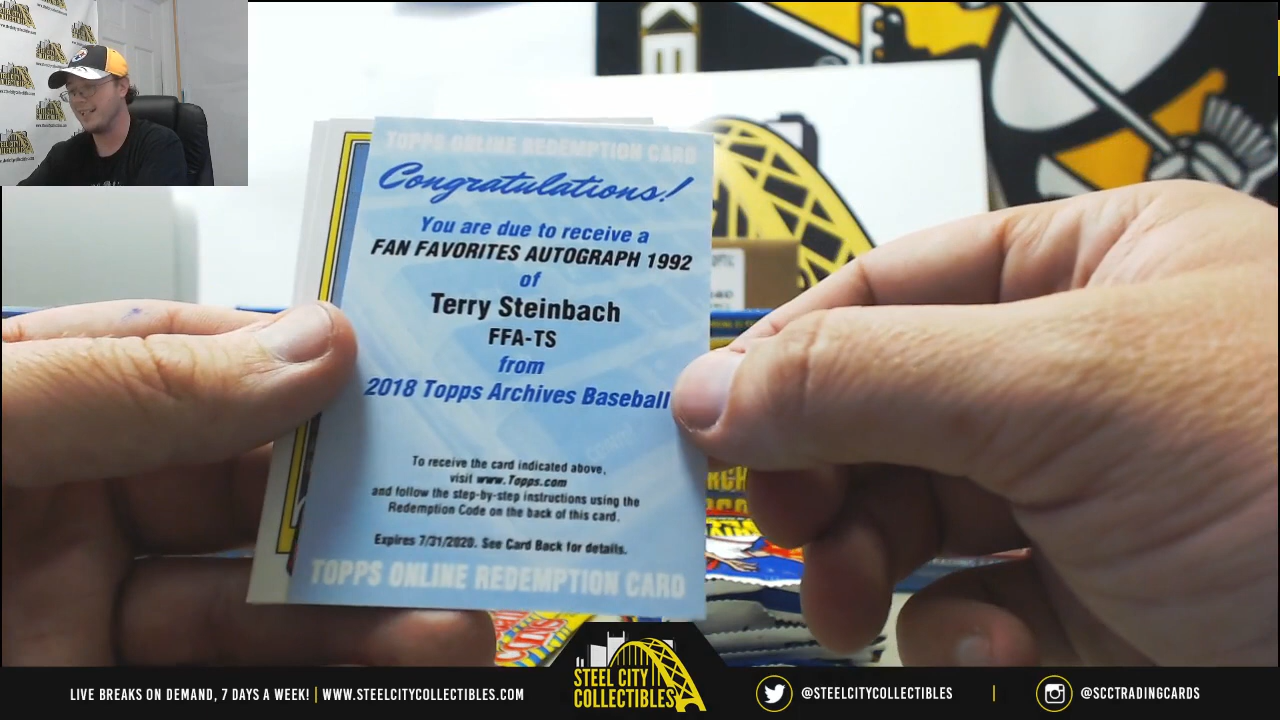 TOPPS ONLINE REDEMPTION CARD
Congratulations!
You are due to receive a
FAN FAVORITES AUTOGRAPH 1992
of
Terry Steinbach
FFA-TS
from
2018 Topps Archives Baseball
To receive the card indicated above,
visit www.Topps.com
and follow the step-by-step instructions using the
Redemption Code on the back of this card.
Expires 7/31/2020. See Card Back for details.
TOPPS ONLINE REDEMPTION CARD
LIVE BREAKS ON DEMAND, 7 DAYS A WEEK! | WWW.STEELCITYCOLLECTIBLES.COM
STEEL CITY
COLLECTIBLES
@STEELCITYCOLLECTIBLES | @SCCTRADINGCARDS